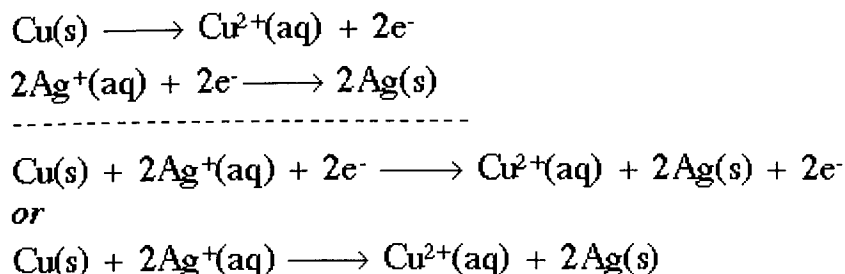 Cu(s) ⟶ Cu²⁺(aq) + 2e⁻
2Ag⁺(aq) + 2e⁻ ⟶ 2Ag(s)
------------------------------
Cu(s) + 2Ag⁺(aq) + 2e⁻ ⟶ Cu²⁺(aq) + 2Ag(s) + 2e⁻
or
Cu(s) + 2Ag⁺(aq) ⟶ Cu²⁺(aq) + 2Ag(s)